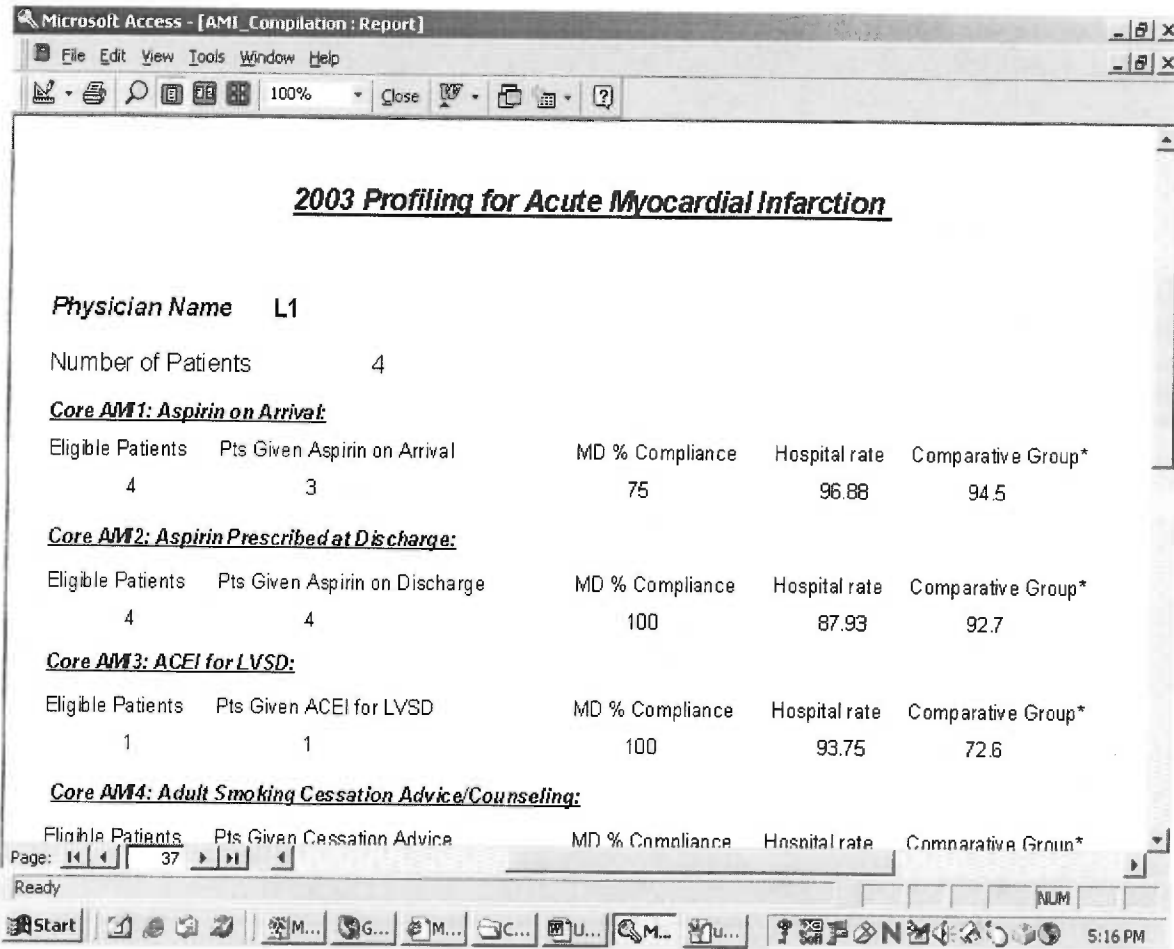 Microsoft Access - [AMI_Compilation : Report]
File Edit View Tools Window Help
100% Close
2003 Profiling for Acute Myocardial Infarction
Physician Name L1
Number of Patients 4
Core AMI1: Aspirin on Arrival:
Eligible Patients Pts Given Aspirin on Arrival MD % Compliance Hospital rate Comparative Group*
4 3 75 96.88 94.5
Core AMI2: Aspirin Prescribed at Discharge:
Eligible Patients Pts Given Aspirin on Discharge MD % Compliance Hospital rate Comparative Group*
4 4 100 87.93 92.7
Core AMI3: ACEI for LVSD:
Eligible Patients Pts Given ACEI for LVSD MD % Compliance Hospital rate Comparative Group*
1 1 100 93.75 72.6
Core AMI4: Adult Smoking Cessation Advice/Counseling:
Eligible Patients Pts Given Cessation Advice MD % Compliance Hospital rate Comparative Group*
Page: 37
Ready NUM
Start M... G... M... C... U... M... U... 5:16 PM